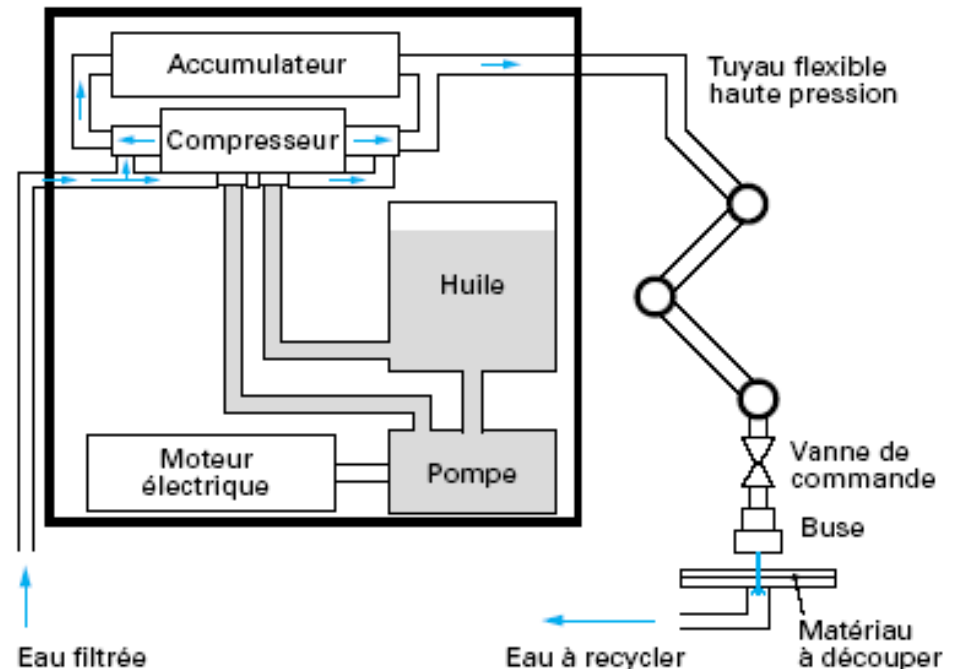 Accumulateur
Tuyau flexible
haute pression
Compresseur
Huile
Moteur
électrique
Pompe
Vanne de
commande
Buse
Matériau
à découper
Eau filtrée
Eau à recycler